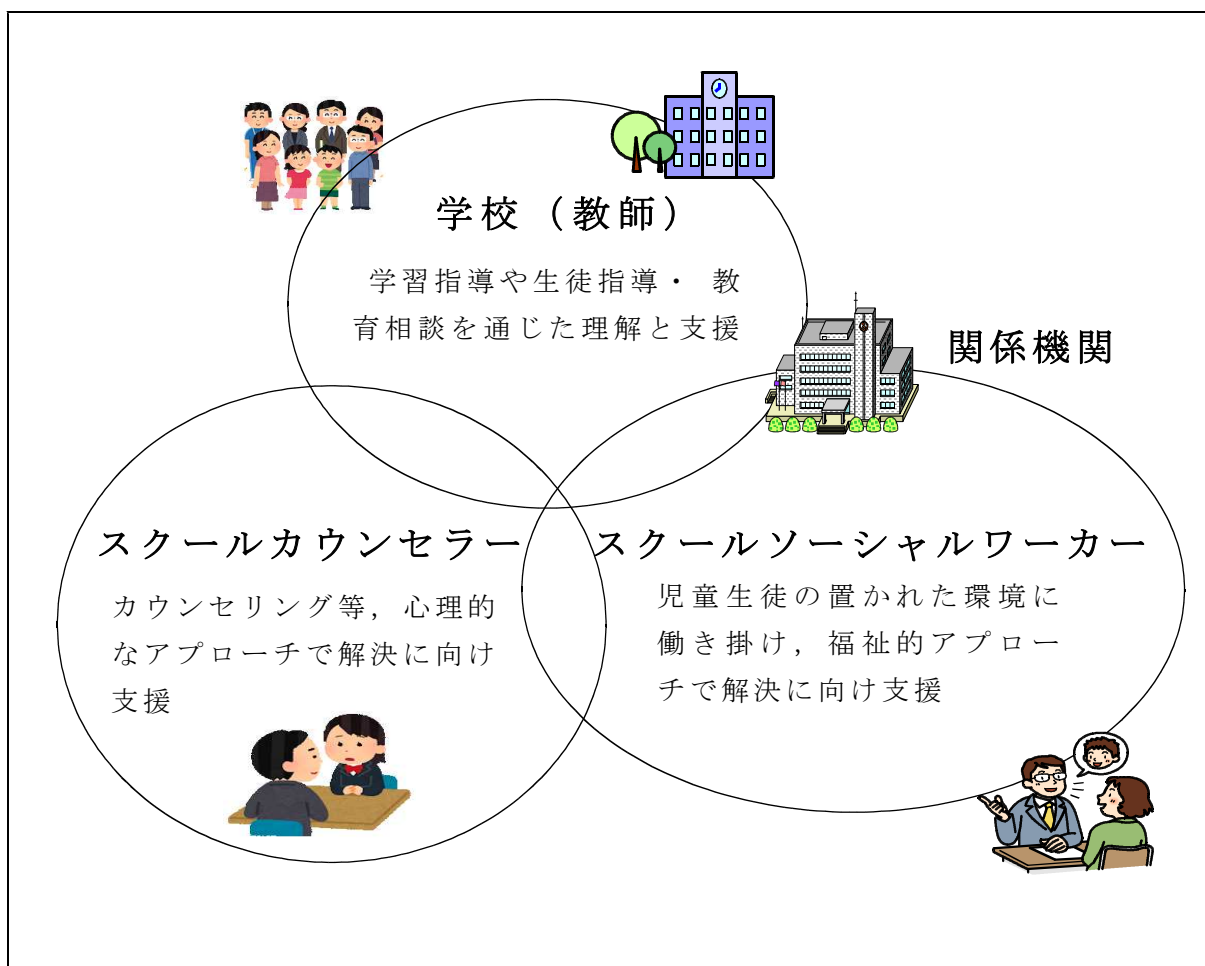 学校（教師）
学習指導や生徒指導・ 教
育相談を通じた理解と支援
関係機関
スクールカウンセラー
カウンセリング等，心理的
なアプローチで解決に向け
支援
スクールソーシャルワーカー
児童生徒の置かれた環境に
働き掛け，福祉的アプロー
チで解決に向け支援